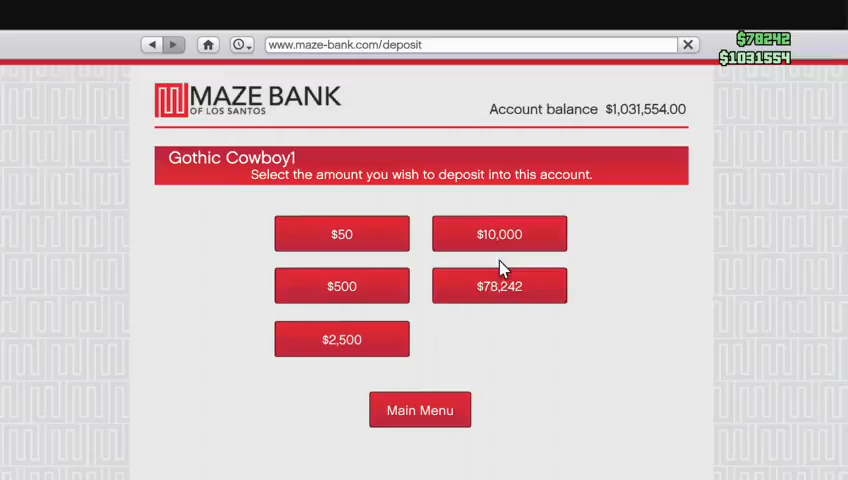 www.maze-bank.com/deposit
$78242
$1031554
MAZE BANK
OF LOS SANTOS
Account balance $1,031,554.00
Gothic Cowboy1
Select the amount you wish to deposit into this account.
$50
$10,000
$500
$78,242
$2,500
Main Menu